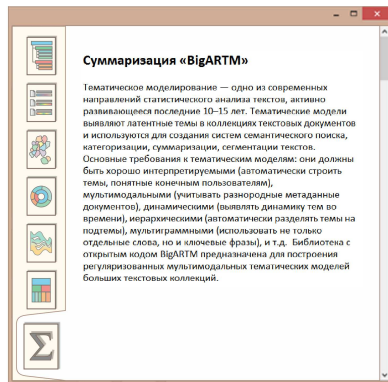 Суммаризация «BigARTM»
Тематическое моделирование — одно из современных
направлений статистического анализа текстов, активно
развивающееся последние 10–15 лет. Тематические модели
выявляют латентные темы в коллекциях текстовых документов
и используются для создания систем семантического поиска,
категоризации, суммаризации, сегментации текстов.
Основные требования к тематическим моделям: они должны
быть хорошо интерпретируемыми (автоматически строить
темы, понятные конечным пользователям),
мультимодальными (учитывать разнородные метаданные
документов), динамическими (выявлять динамику тем во
времени), иерархическими (автоматически разделять темы на
подтемы), мультиграммными (использовать не только
отдельные слова, но и ключевые фразы), и т.д. Библиотека с
открытым кодом BigARTM предназначена для построения
регуляризованных мультимодальных тематических моделей
больших текстовых коллекций.
Σ